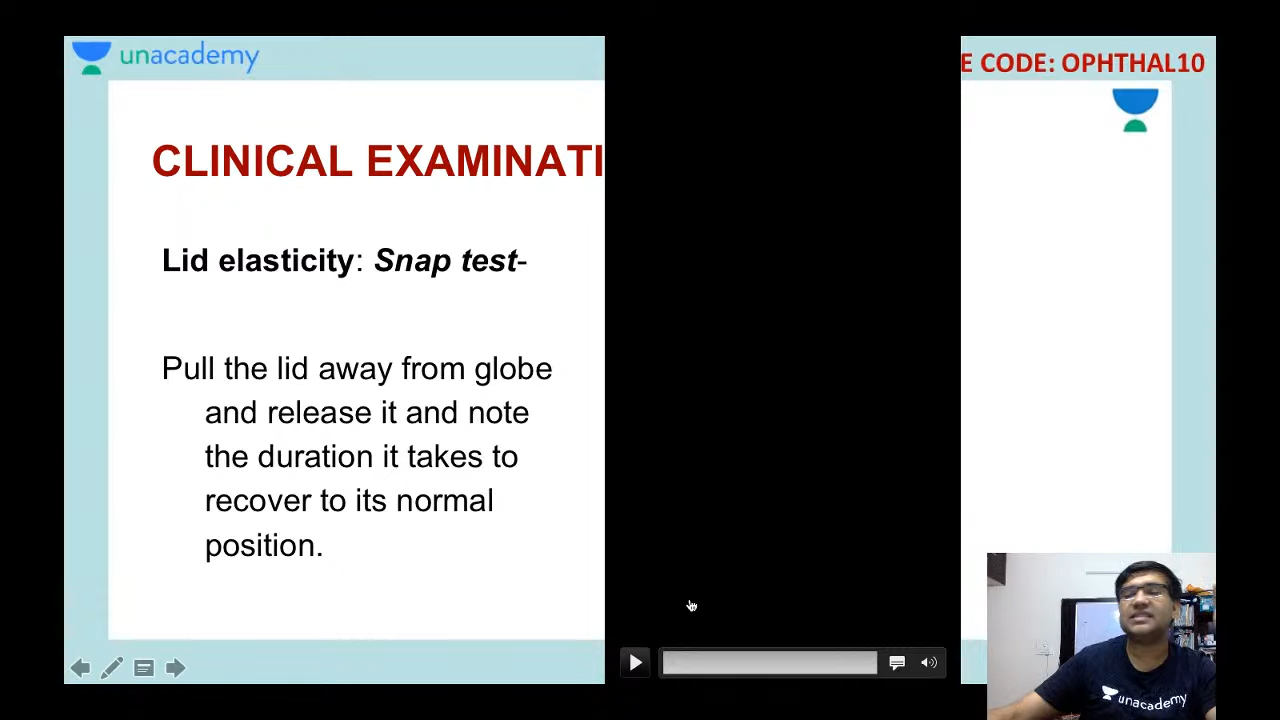 unacademy
E CODE: OPHTHAL10
CLINICAL EXAMINATI
Lid elasticity: Snap test-
Pull the lid away from globe
and release it and note
the duration it takes to
recover to its normal
position.
unacademy